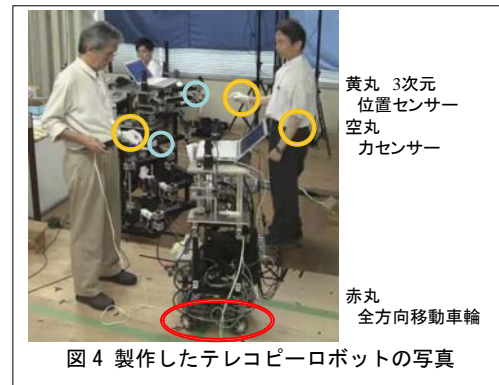 黄丸 3次元
位置センサー
空丸
力センサー
赤丸
全方向移動車輪
図4 製作したテレコピーロボットの写真